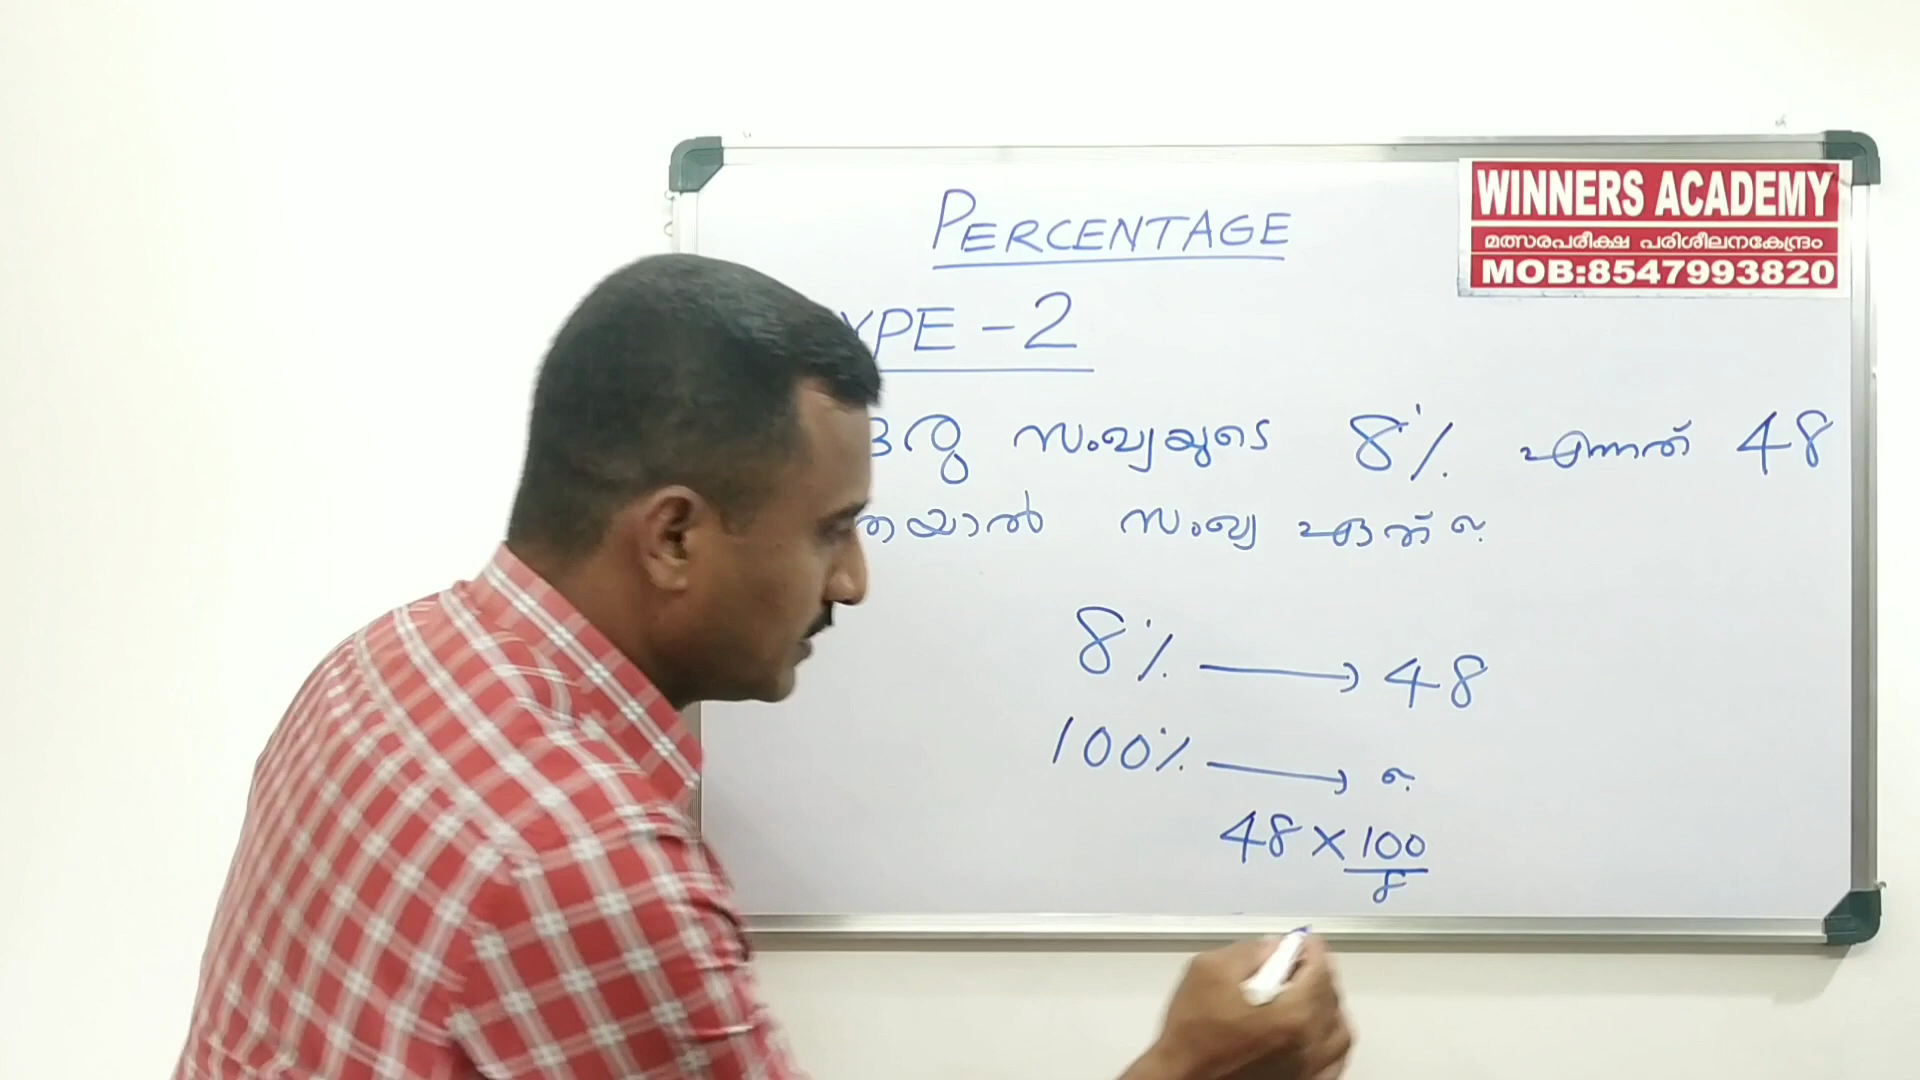 PERCENTAGE
WINNERS ACADEMY
മത്സരപരീക്ഷ പരിശീലനകേന്ദ്രം
MOB:8547993820
YPE - 2
ഒരു സംഖ്യയുടെ 8% എന്നത് 48
സംഖ്യ ഏത് ?
8% → 48
100% → ?
48 × 100/8